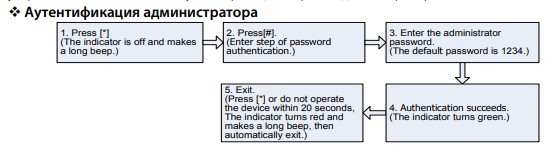 ❖ Аутентификация администратора
1. Press [*]
(The indicator is off and makes
a long beep.)
2. Press[#].
(Enter step of password
authentication.)
3. Enter the administrator
password.
(The default password is 1234.)
4. Authentication succeeds.
(The indicator turns green.)
5. Exit.
(Press [*] or do not operate
the device within 20 seconds,
The indicator turns red and
makes a long beep, then
automatically exit.)